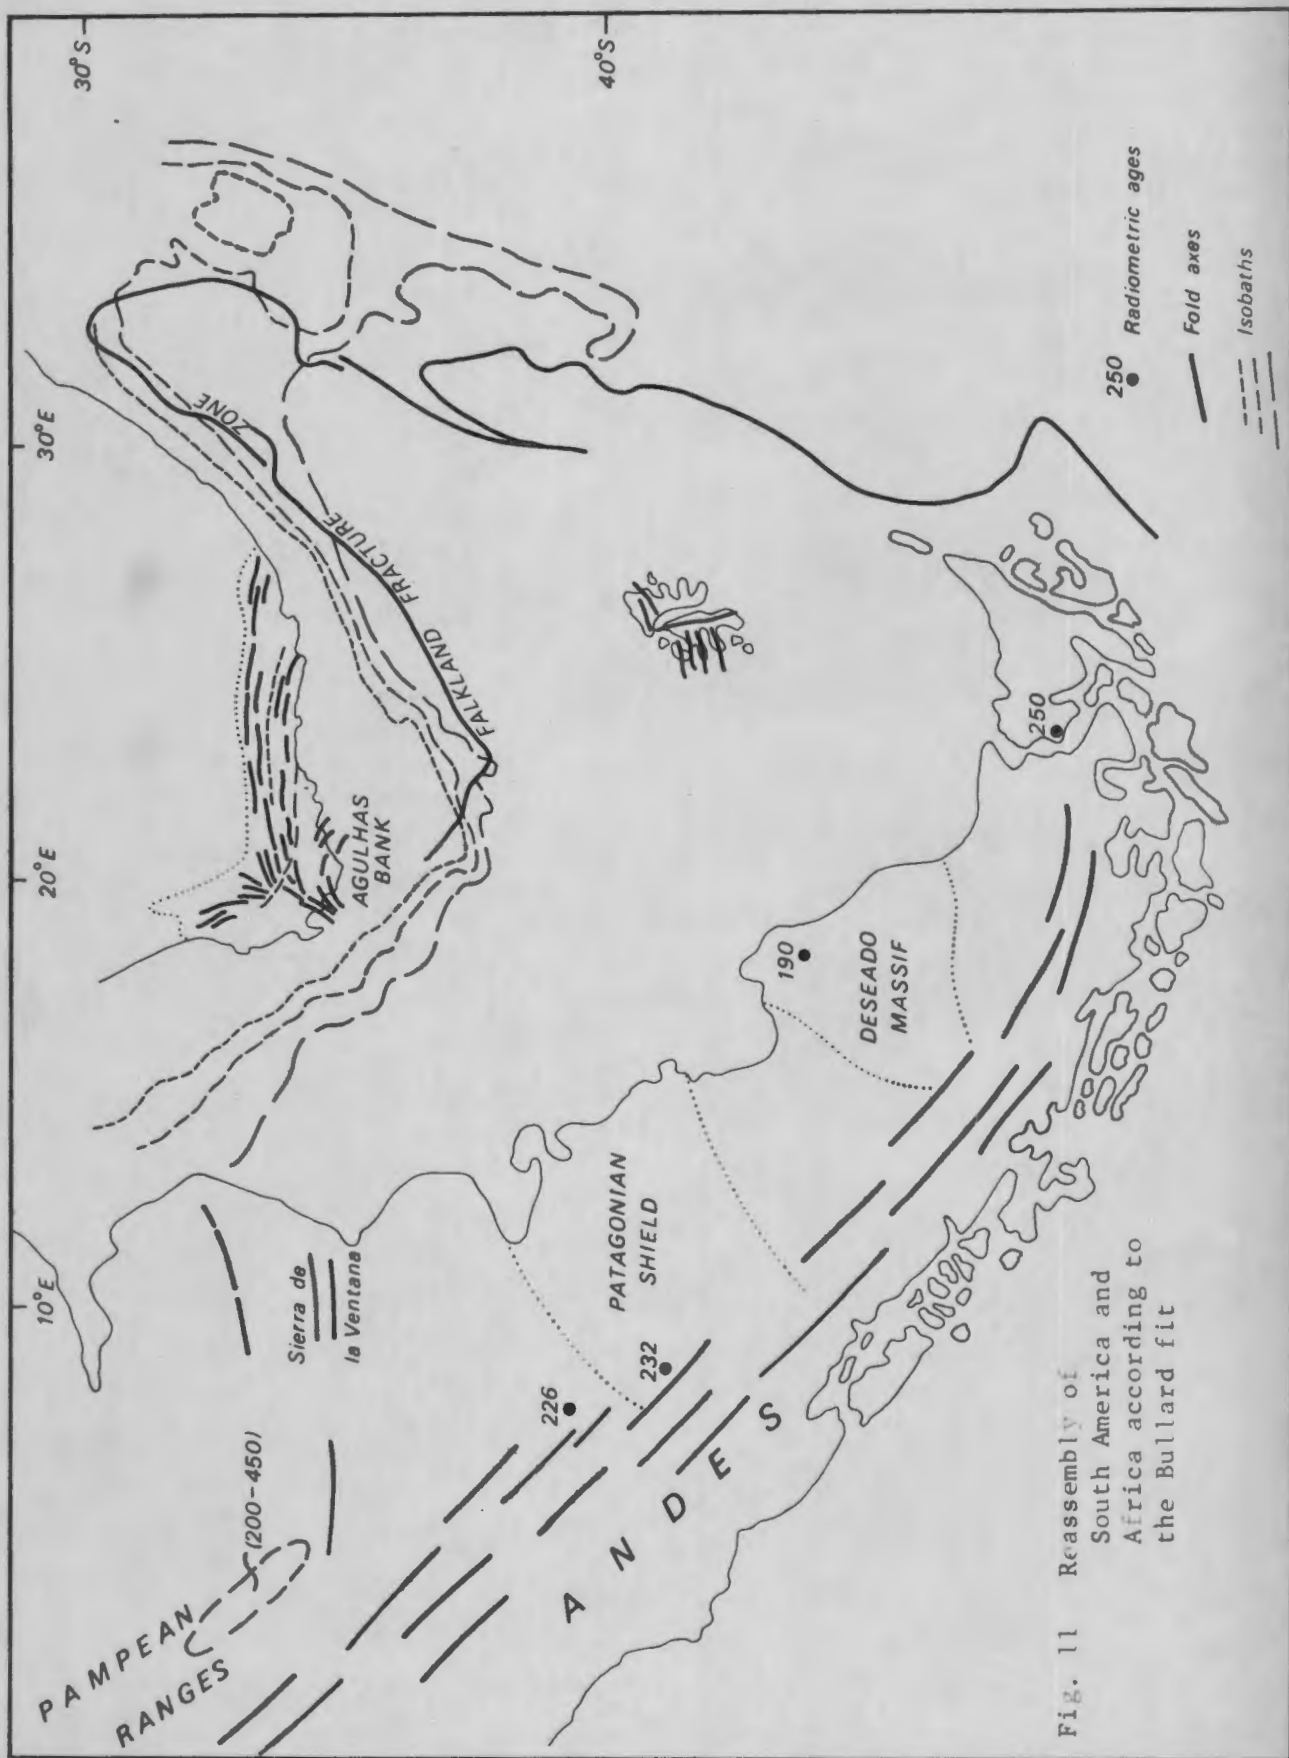 10°E
20°E
30°E
30°S
40°S
PAMPEAN
RANGES
(200-450)
Sierra de
la Ventana
AGULHAS
BANK
FALKLAND FRACTURE ZONE
226
232
PATAGONIAN
SHIELD
190
DESEADO
MASSIF
250
ANDES
250 Radiometric ages
Fold axes
Isobaths
Fig. 11 Reassembly of
South America and
Africa according to
the Bullard fit